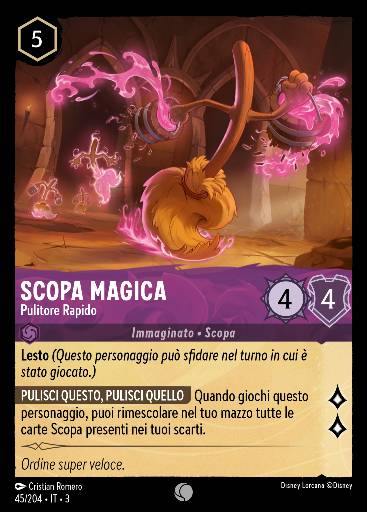 5
SCOPA MAGICA
Pulitore Rapido
4
4
Immaginato • Scopa
Lesto (Questo personaggio può sfidare nel turno in cui è
stato giocato.)
PULISCI QUESTO, PULISCI QUELLO Quando giochi questo
personaggio, puoi rimescolare nel tuo mazzo tutte le
carte Scopa presenti nei tuoi scarti.
Ordine super veloce.
Cristian Romero
Disney Lorcana ©Disney
45/204 • IT • 3